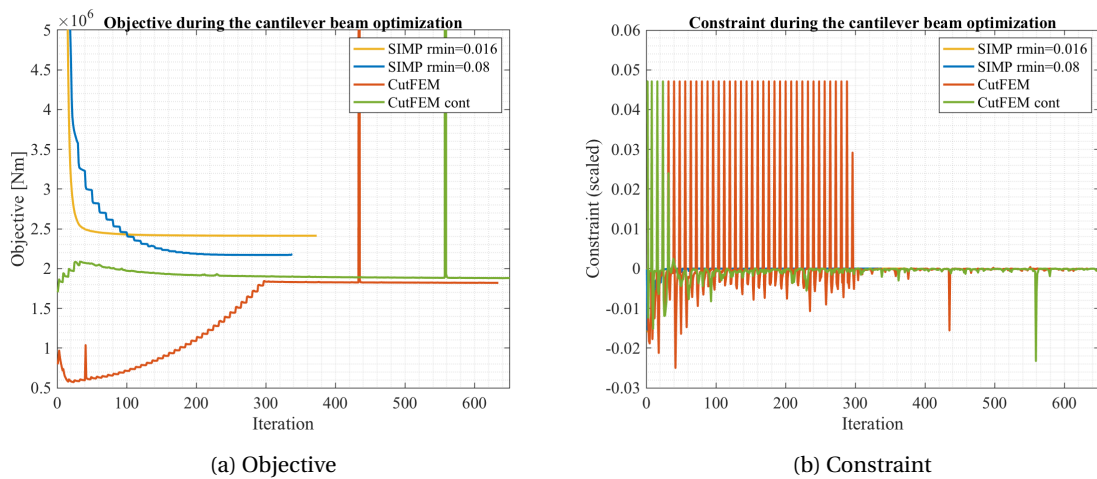 Objective during the cantilever beam optimization
×10⁶
5
4.5
4
3.5
3
2.5
2
1.5
1
0.5
Objective [Nm]
0 100 200 300 400 500 600
Iteration
SIMP rmin=0.016
SIMP rmin=0.08
CutFEM
CutFEM cont
(a) Objective
Constraint during the cantilever beam optimization
0.06
0.05
0.04
0.03
0.02
0.01
0
-0.01
-0.02
-0.03
Constraint (scaled)
0 100 200 300 400 500 600
Iteration
SIMP rmin=0.016
SIMP rmin=0.08
CutFEM
CutFEM cont
(b) Constraint